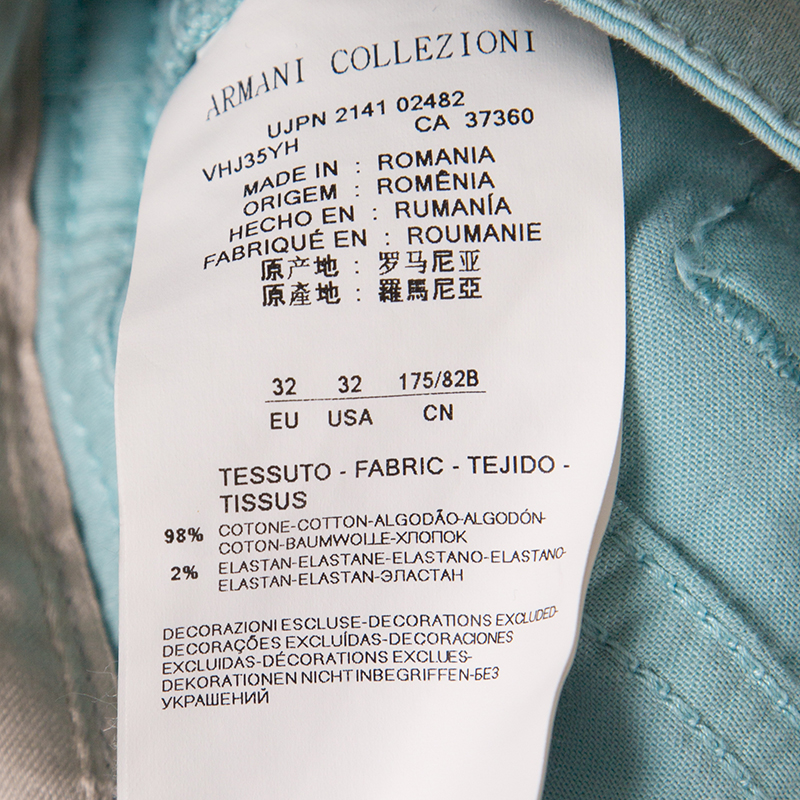 ARMANI COLLEZIONI
UJPN 2141 02482
VHJ35YH CA 37360
MADE IN : ROMANIA
ORIGEM : ROMÊNIA
HECHO EN : RUMANÍA
FABRIQUÉ EN : ROUMANIE
原产地 : 罗马尼亚
原產地 : 羅馬尼亞
32 32 175/82B
EU USA CN
TESSUTO - FABRIC - TEJIDO -
TISSUS
98% COTONE-COTTON-ALGODÃO-ALGODÓN-
COTON-BAUMWOLLE-ХЛОПОК
2% ELASTAN-ELASTANE-ELASTANO-ELASTANO-
ELASTAN-ELASTAN-ЭЛАСТАН
DECORAZIONI ESCLUSE-DECORATIONS EXCLUDED-
DECORAÇÕES EXCLUÍDAS-DECORACIONES
EXCLUIDAS-DÉCORATIONS EXCLUES-
DEKORATIONEN NICHT INBEGRIFFEN-БЕЗ
УКРАШЕНИЙ